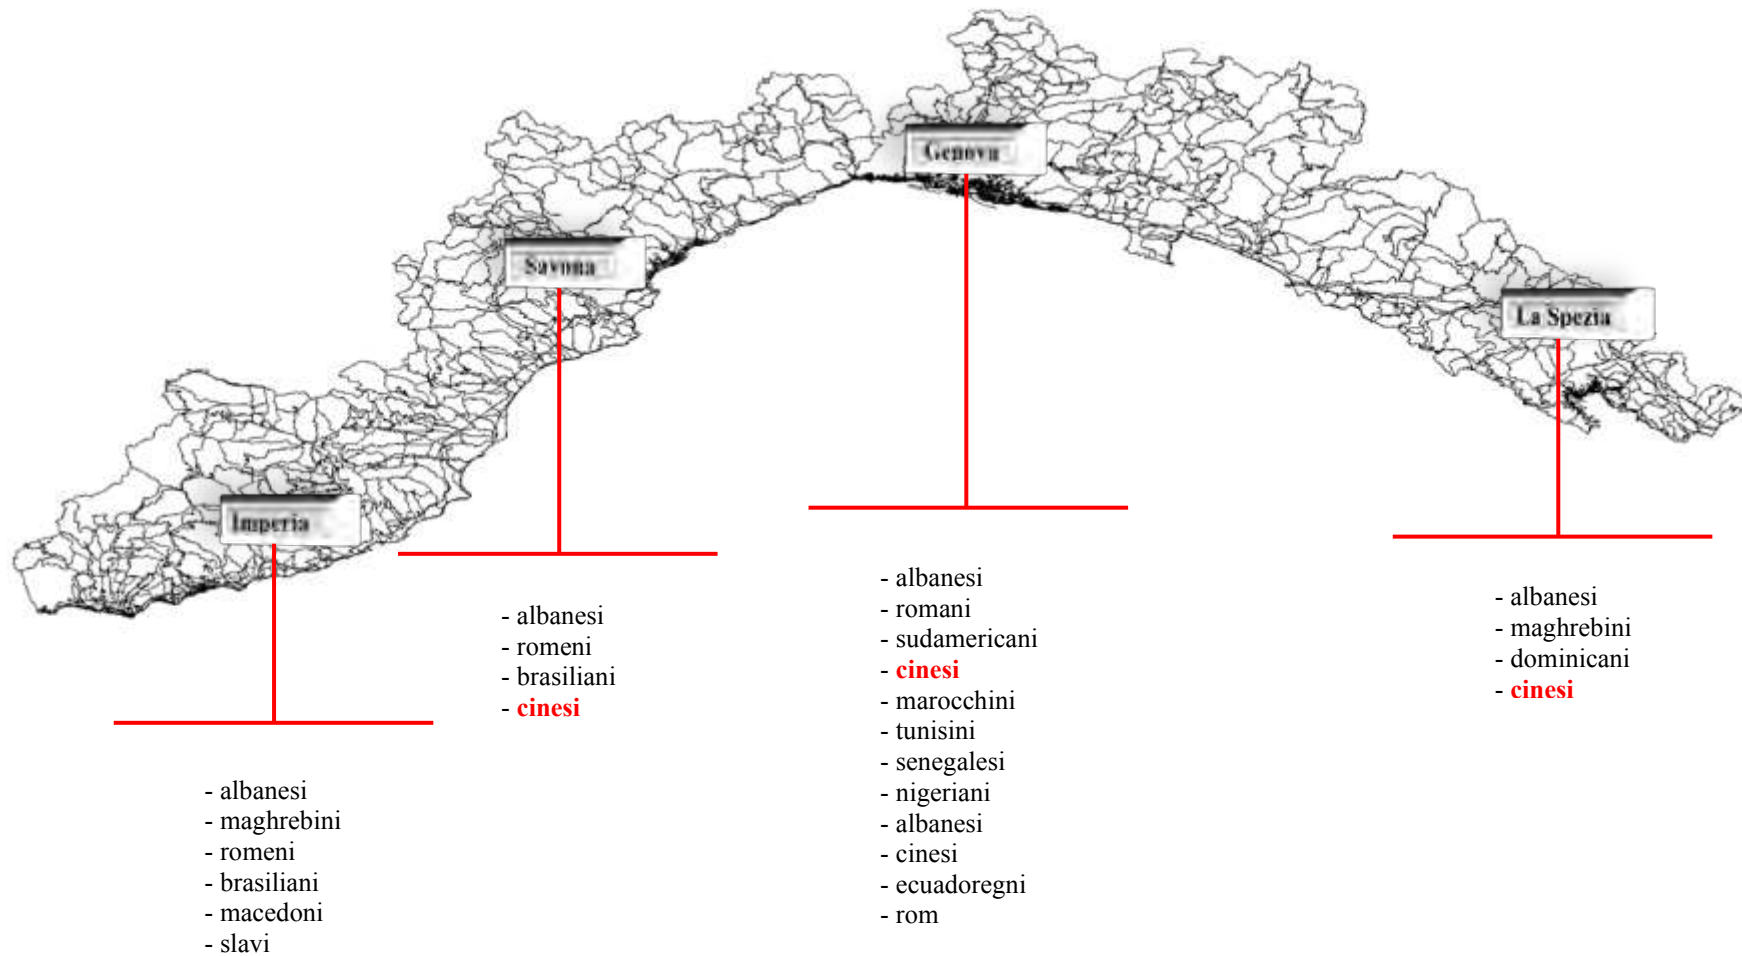 Genova
Savona
La Spezia
Imperia
- albanesi
- maghrebini
- romeni
- brasiliani
- macedoni
- slavi
- albanesi
- romeni
- brasiliani
- cinesi
- albanesi
- romani
- sudamericani
- cinesi
- marocchini
- tunisini
- senegalesi
- nigeriani
- albanesi
- cinesi
- ecuadoregni
- rom
- albanesi
- maghrebini
- dominicani
- cinesi